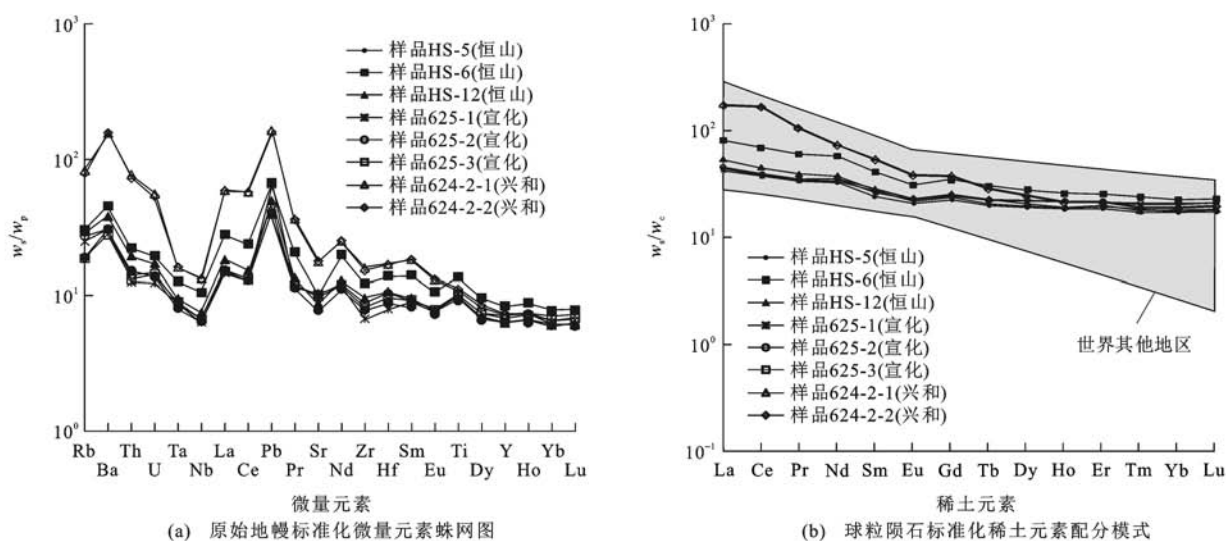 10³
10²
10¹
10⁰
wₛ/wₚ
样品HS-5(恒山)
样品HS-6(恒山)
样品HS-12(恒山)
样品625-1(宣化)
样品625-2(宣化)
样品625-3(宣化)
样品624-2-1(兴和)
样品624-2-2(兴和)
Rb Th Ta La Pb Sr Zr Sm Ti Y Yb
Ba U Nb Ce Pr Nd Hf Eu Dy Ho Lu
微量元素
(a) 原始地幔标准化微量元素蛛网图
10³
10²
10¹
10⁰
10⁻¹
wₛ/w꜀
样品HS-5(恒山)
样品HS-6(恒山)
样品HS-12(恒山)
样品625-1(宣化)
样品625-2(宣化)
样品625-3(宣化)
样品624-2-1(兴和)
样品624-2-2(兴和)
世界其他地区
La Ce Pr Nd Sm Eu Gd Tb Dy Ho Er Tm Yb Lu
稀土元素
(b) 球粒陨石标准化稀土元素配分模式